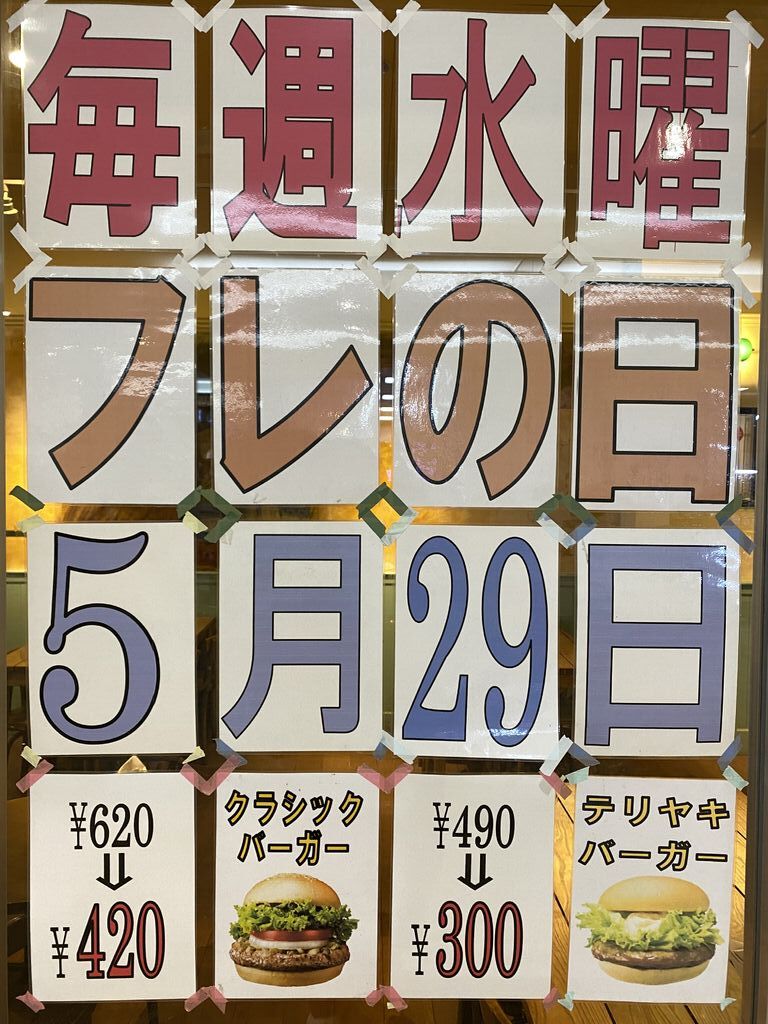 毎週水曜
フレの日
5月29日
¥620
⇓
¥420
クラシック
バーガー
¥490
⇓
¥300
テリヤキ
バーガー